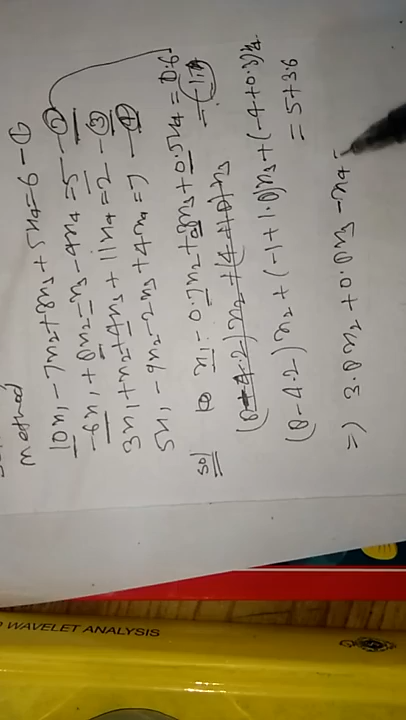 method
10x₁ - 7x₂ + 8x₃ + 5x₄ = 6 - ①
-6x₁ + 8x₂ - x₃ - 4x₄ = 5 - ②
3x₁ + x₂ + 4x₃ + 11x₄ = 2 - ③
5x₁ - 9x₂ - 2x₃ + 4x₄ = 7 - ④
sol
x₁ - 0.7x₂ + 0.8x₃ + 0.5x₄ = 0.6
(8 - 4.2)x₂ + (-1 + 1.8)x₃ + (-4 + 0.3)x₄
= 5 + 3.6
=) 3.8x₂ + 0.8x₃ - x₄ =
WAVELET ANALYSIS